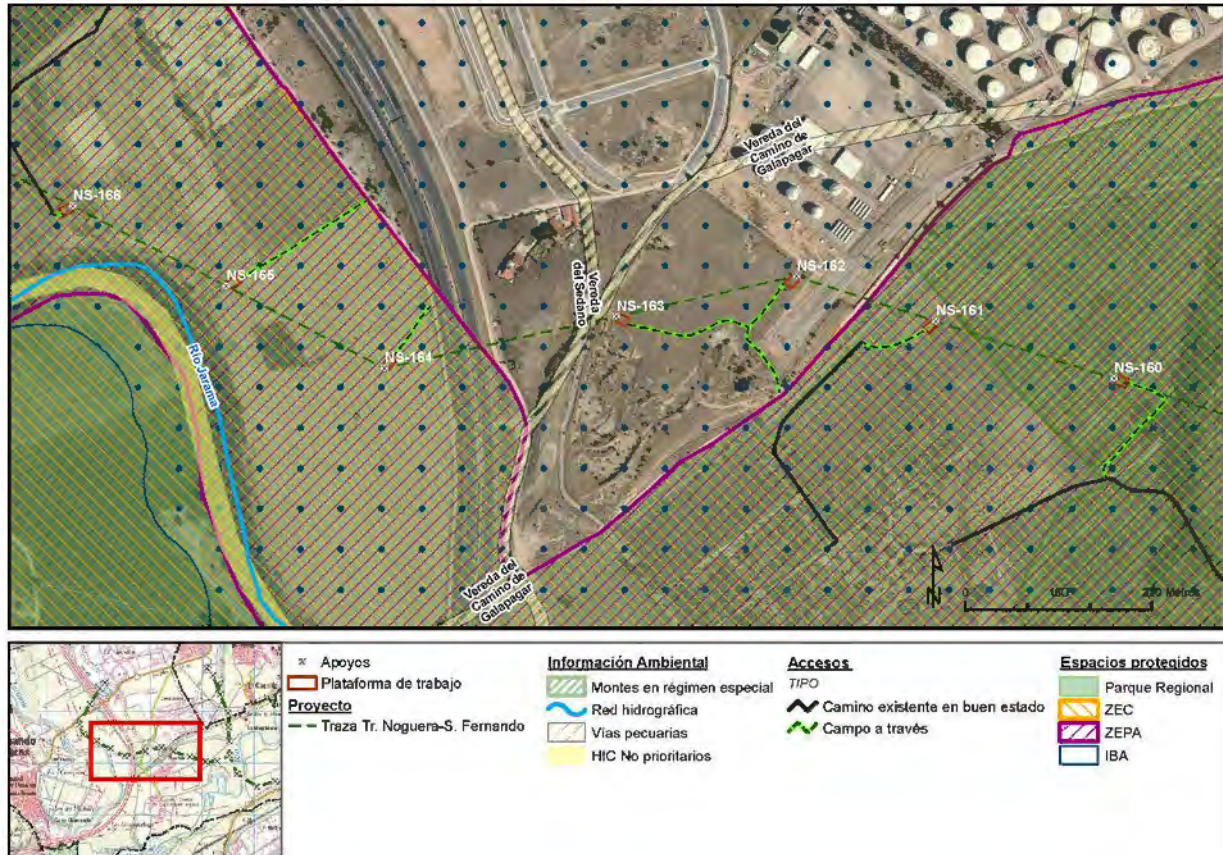 Vereda del
Camino de
Galapagar
NS-166
NS-165
NS-164
Río Jarama
Vereda
del Sedano
NS-163
NS-162
NS-161
NS-160
Vereda del
Camino de
Galapagar
N
0
Apoyos
Plataforma de trabajo
Proyecto
Traza Tr. Noguera-S. Fernando
Información Ambiental
Montes en régimen especial
Red hidrográfica
Vías pecuarias
HIC No prioritarios
Accesos
TIPO
Camino existente en buen estado
Campo a través
Espacios protegidos
Parque Regional
ZEC
ZEPA
IBA